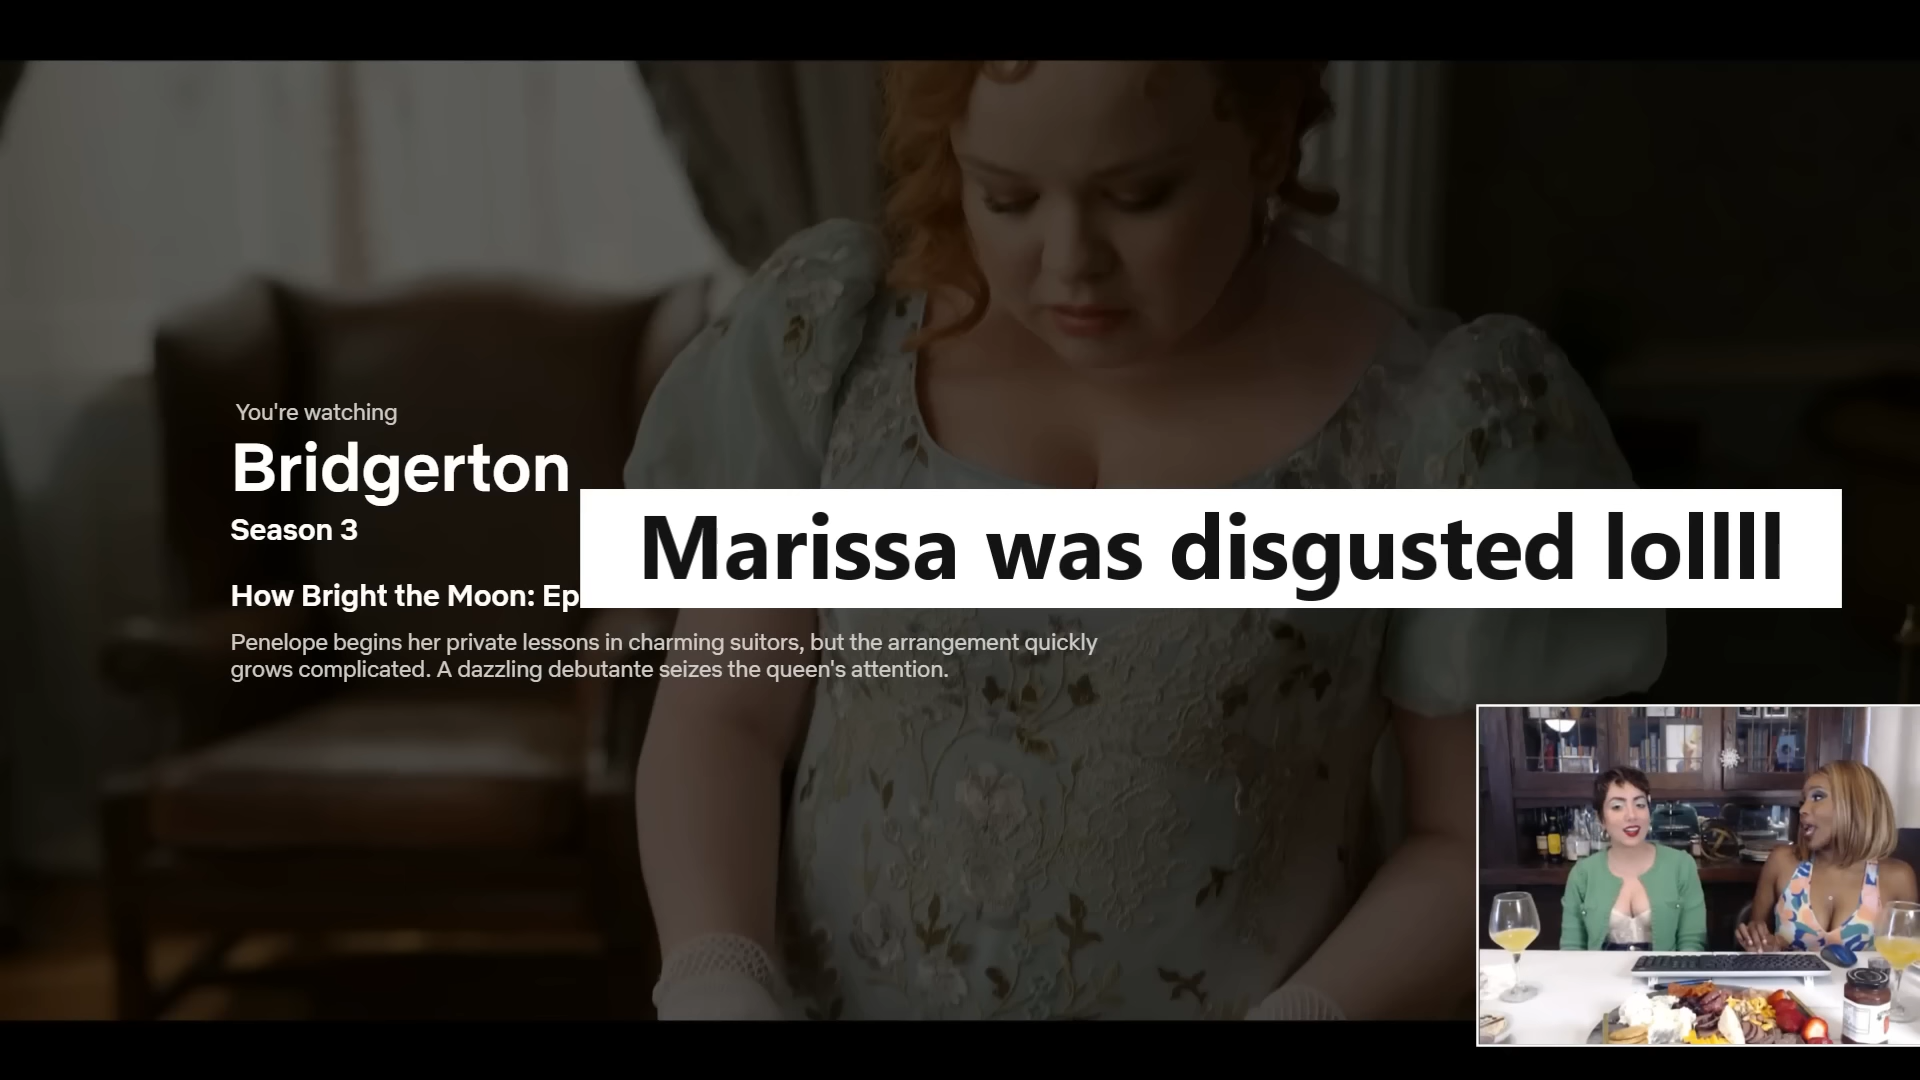 You're watching
Bridgerton
Season 3
Marissa was disgusted lollll
How Bright the Moon: Ep
Penelope begins her private lessons in charming suitors, but the arrangement quickly
grows complicated. A dazzling debutante seizes the queen's attention.